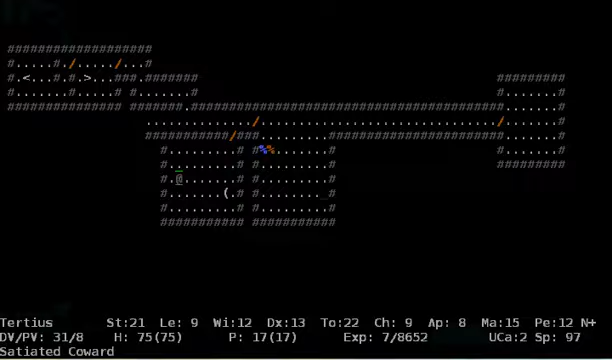 ###################
#.....#./...../...#
#.<...#.#.>...###.#######
#.......#.....# #.......#
############### #######.##########################################
.............../................................/.......#
Tertius St:21 Le: 9 Wi:12 Dx:13 To:22 Ch: 9 Ap: 8 Ma:15 Pe:12 N+
DV/PV: 31/8 H: 75(75) P: 17(17) Exp: 7/8652 UCa:2 Sp: 97
Satiated Coward